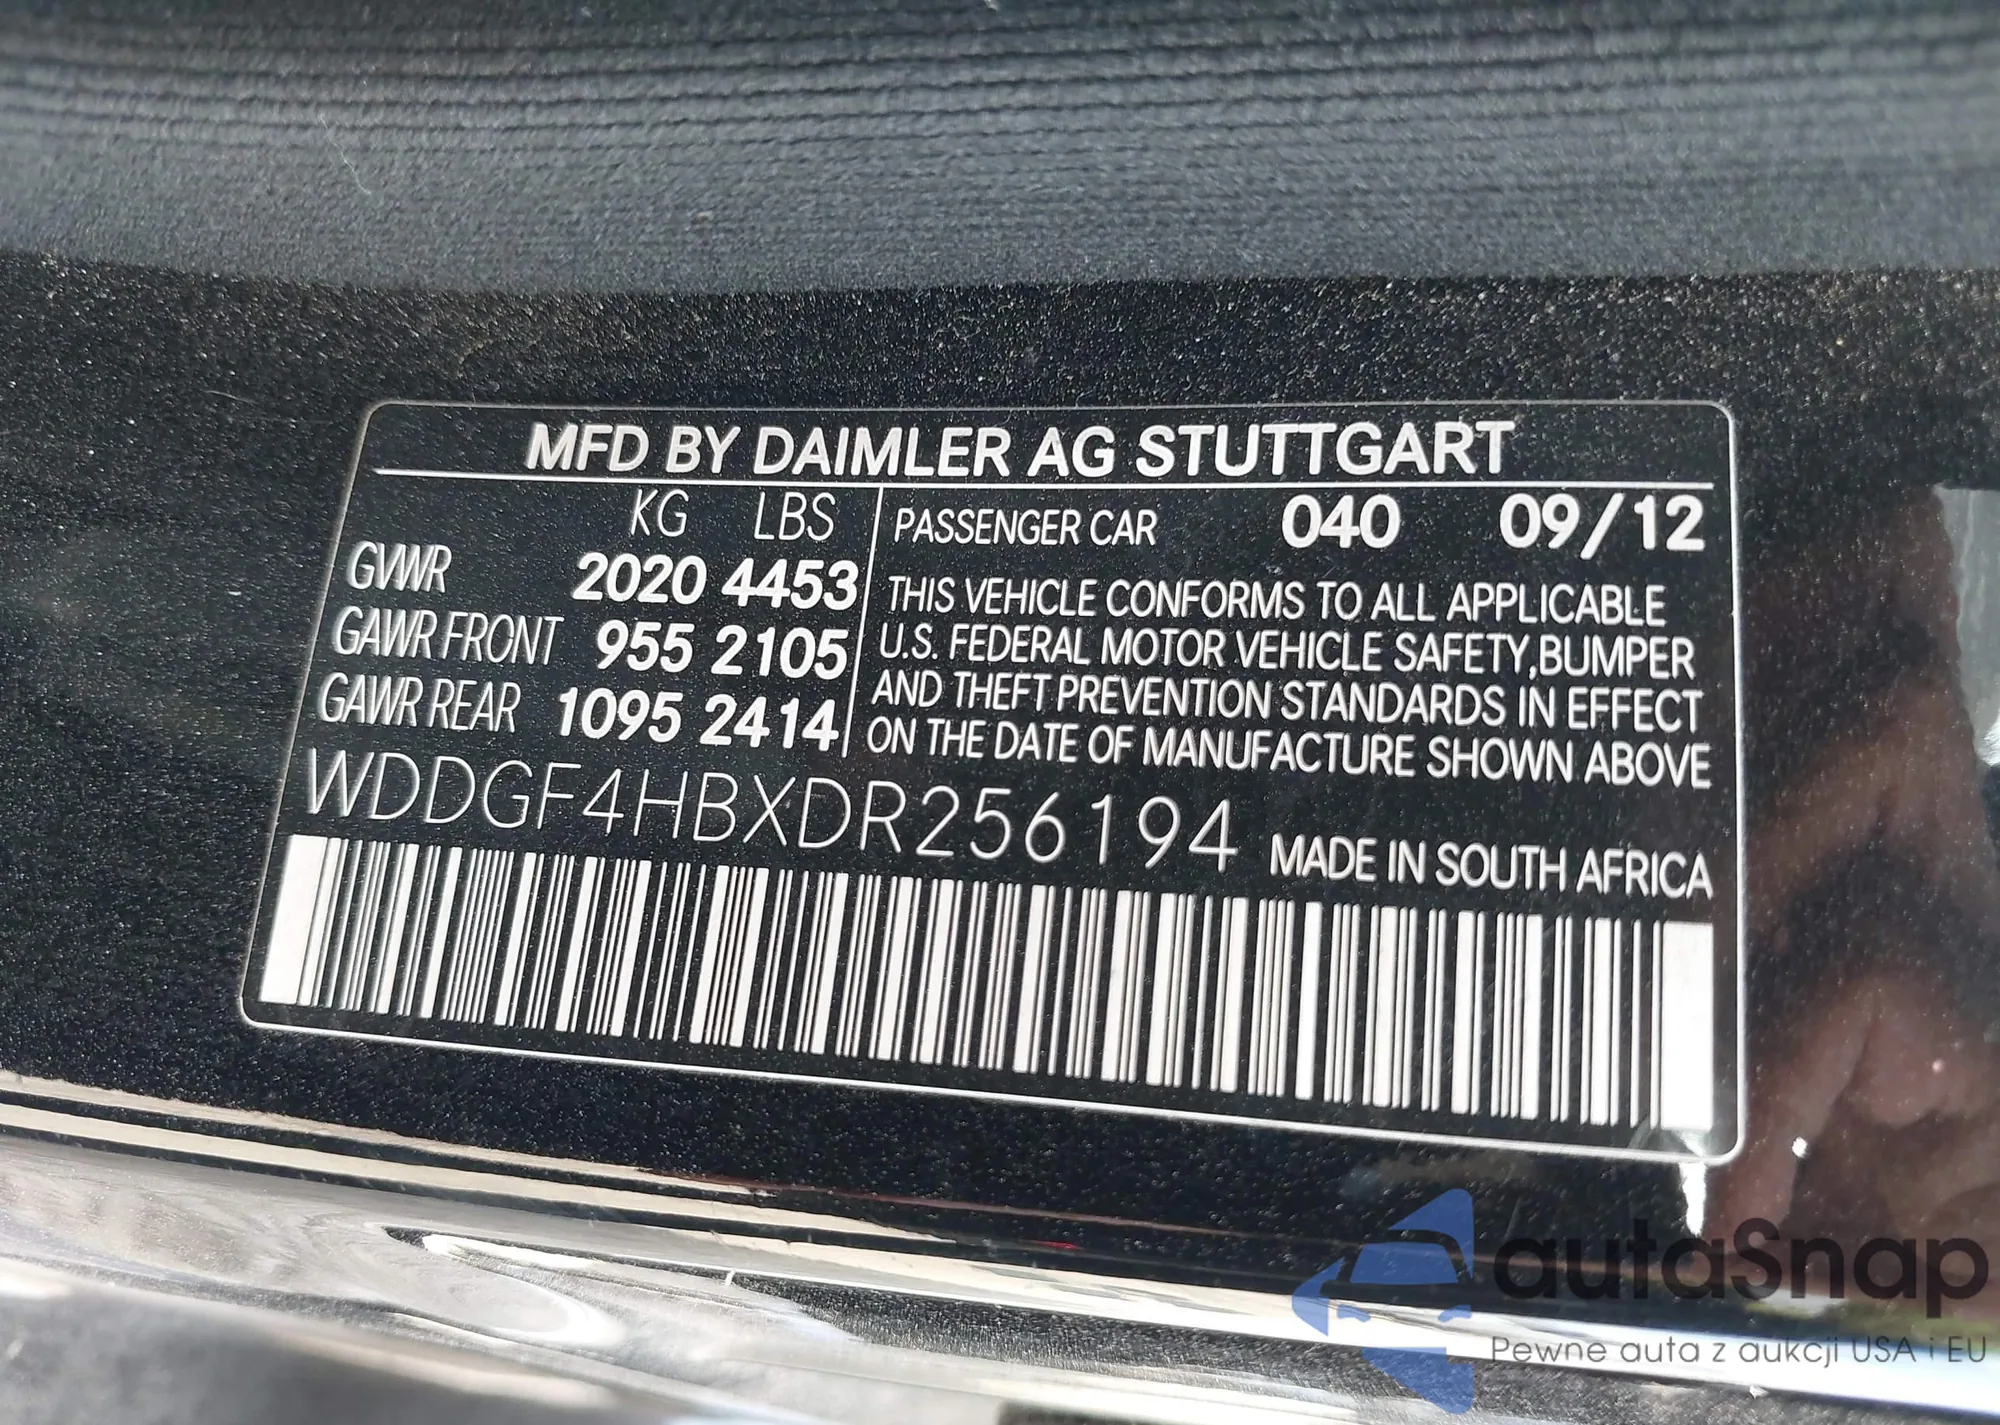 MFD BY DAIMLER AG STUTTGART
KG LBS
GVWR 2020 4453
GAWR FRONT 955 2105
GAWR REAR 1095 2414
PASSENGER CAR 040 09/12
THIS VEHICLE CONFORMS TO ALL APPLICABLE
U.S. FEDERAL MOTOR VEHICLE SAFETY,BUMPER
AND THEFT PREVENTION STANDARDS IN EFFECT
ON THE DATE OF MANUFACTURE SHOWN ABOVE
WDDGF4HBXDR256194
MADE IN SOUTH AFRICA
autaSnap
Pewne auta z aukcji USA i EU